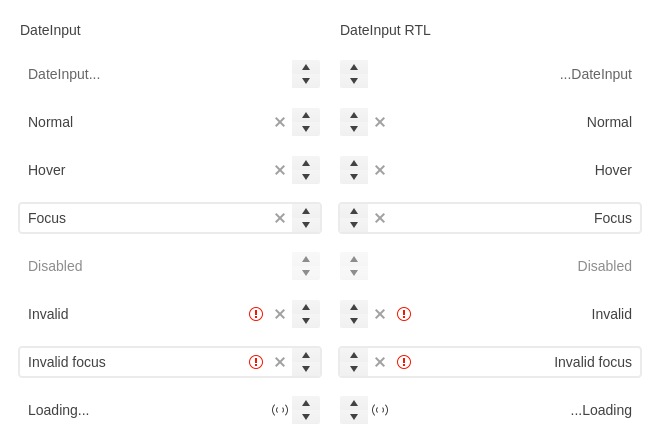 DateInput
DateInput RTL
DateInput...
...DateInput
Normal
Normal
Hover
Hover
Focus
Focus
Disabled
Disabled
Invalid
Invalid
Invalid focus
Invalid focus
Loading...
...Loading